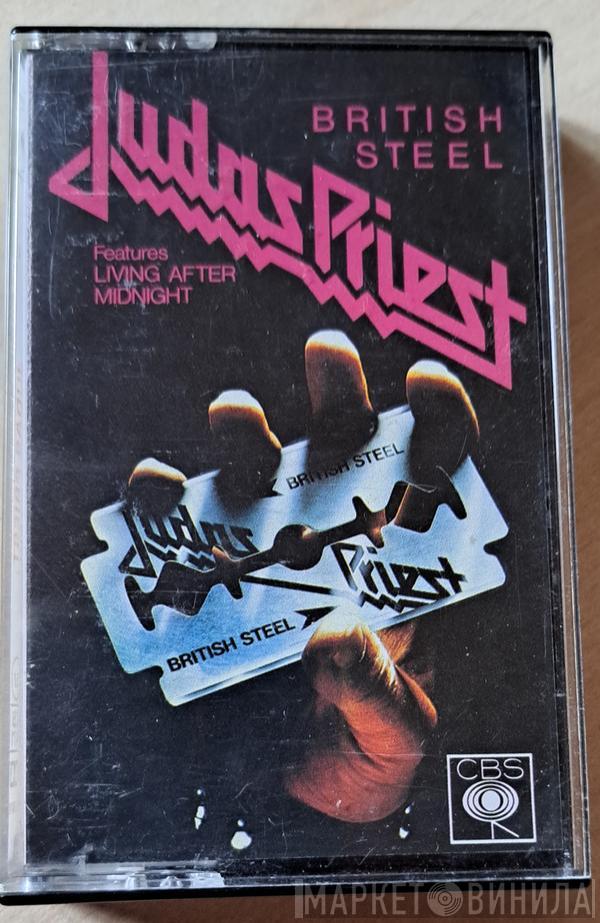 Judas Priest
BRITISH
STEEL
Features
LIVING AFTER
MIDNIGHT
BRITISH STEEL
Judas
Priest
BRITISH STEEL
CBS
МАРКЕТ ВИНИЛА